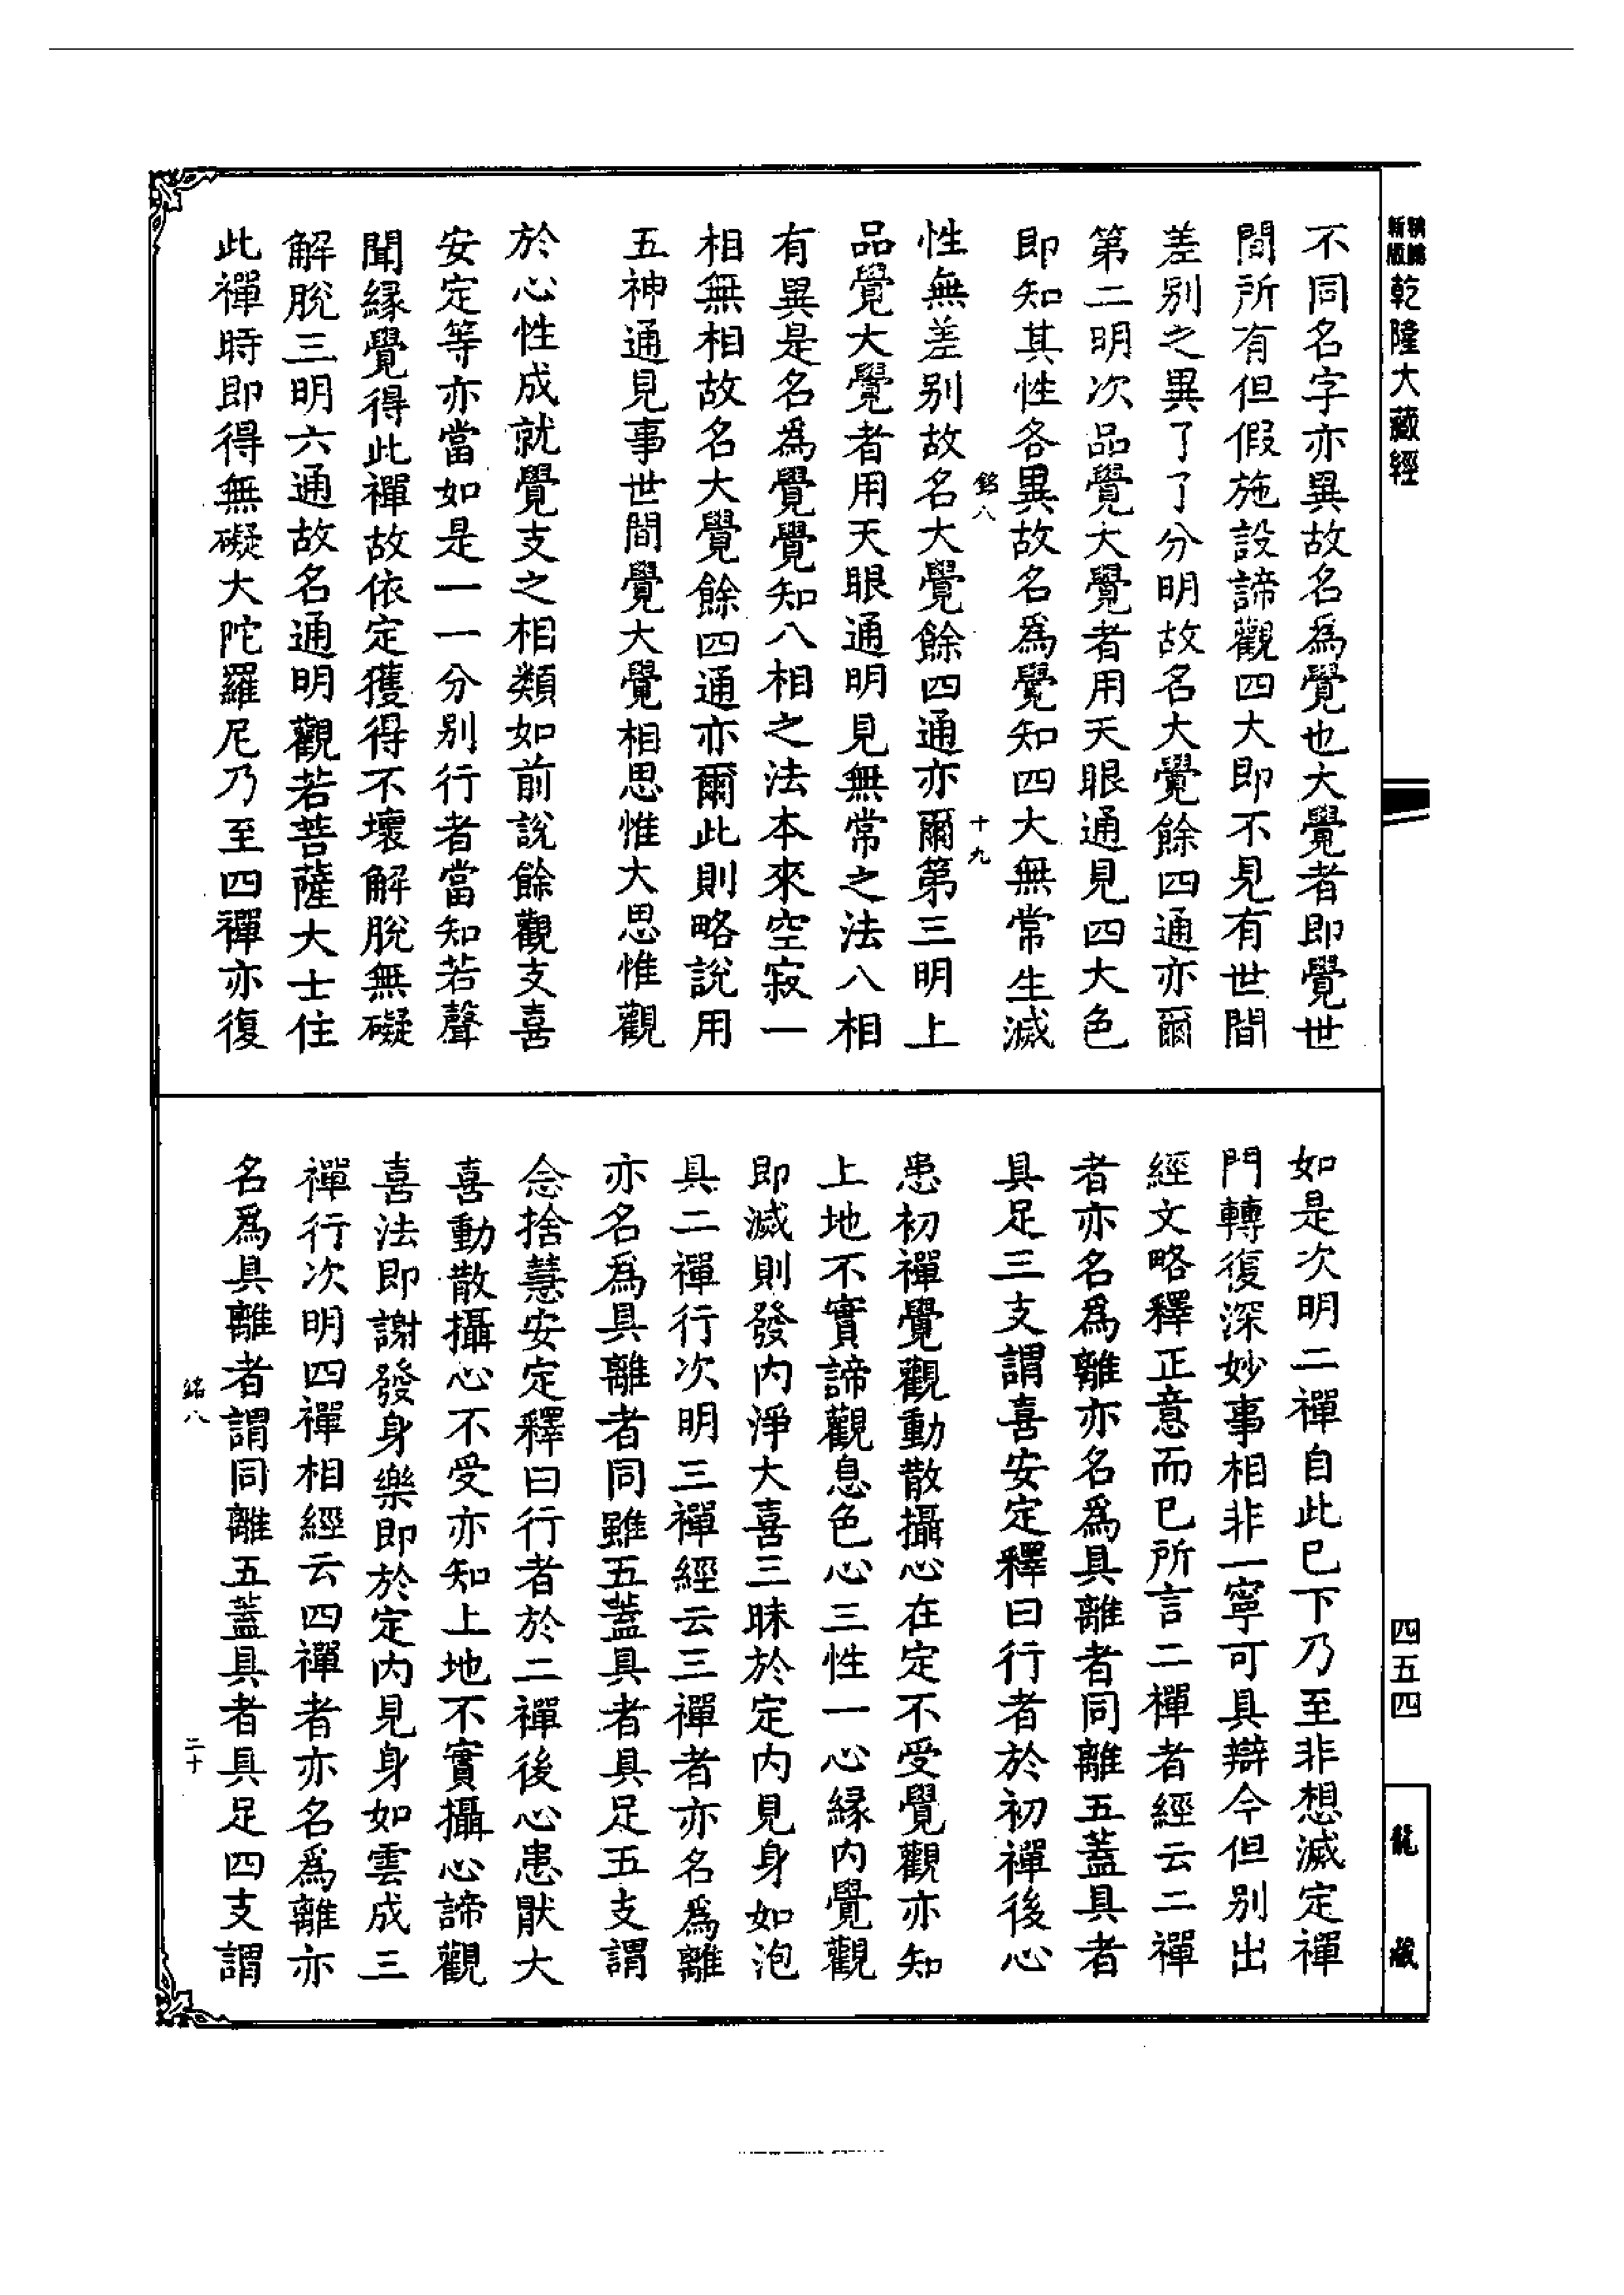 新版
乾隆大藏經
四五四
龍藏
不同名字亦異故名為覺也大覺者即覺世
間所有但假施設諦觀四大即不見有世間
差別之異了了分明故名大覺餘四通亦爾
第二明次品覺大覺者用天眼通見四大色
即知其性各異故名為覺覺知四大無常生滅
銘八 十九
性無差别故名大覺餘四通亦爾第三明上
品覺大覺者用天眼通明見無常之法八相
有異是名為覺覺知八相之法本來空寂一
相無相故名大覺餘四通亦爾此則略說用
五神通見事世間覺大覺相思惟大思惟觀
於心性成就覺支之相類如前說餘觀支喜
安定等亦當如是一一分别行者當知若聲
聞緣覺得此禪故依定獲得不壞解脫無礙
解脫三明六通故名通明觀若菩薩大士住
此禪時即得無礙大陀羅尼乃至四禪亦復
如是次明二禪自此已下乃至非想滅定禪
門轉復深妙事相非一寧可具辯今但别出
經文略釋正意而已所言二禪者經云二禪
者亦名為離亦名為具離者同離五蓋具者
具足三支謂喜安定釋曰行者於初禪後心
患初禪覺觀動散攝心在定不受覺觀亦知
上地不實諦觀息色心三性一心緣内覺觀
即滅則發内淨大喜三昧於定内見身如泡
具二禪行次明三禪經云三禪者亦名為離
亦名為具離者同雖五蓋具者具足五支謂
念捨慧安定釋曰行者於二禪後心患厭大
喜動散攝心不受亦知上地不實攝心諦觀
喜法即謝發身樂即於定内見身如雲成三
禪行次明四禪相經云四禪者亦名為離亦
名為具離者謂同離五蓋具者具足四支謂
銘八 二十